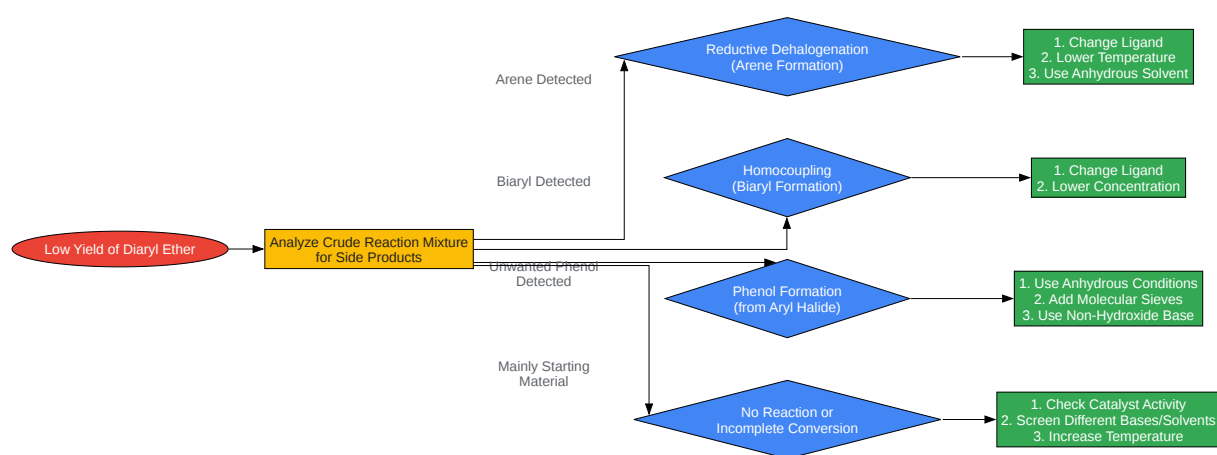 Low Yield of Diaryl Ether
Analyze Crude Reaction Mixture
for Side Products
Arene Detected
Reductive Dehalogenation
(Arene Formation)
1. Change Ligand
2. Lower Temperature
3. Use Anhydrous Solvent
Biaryl Detected
Homocoupling
(Biaryl Formation)
1. Change Ligand
2. Lower Concentration
Unwanted Phenol
Detected
Phenol Formation
(from Aryl Halide)
1. Use Anhydrous Conditions
2. Add Molecular Sieves
3. Use Non-Hydroxide Base
Mainly Starting
Material
No Reaction or
Incomplete Conversion
1. Check Catalyst Activity
2. Screen Different Bases/Solvents
3. Increase Temperature